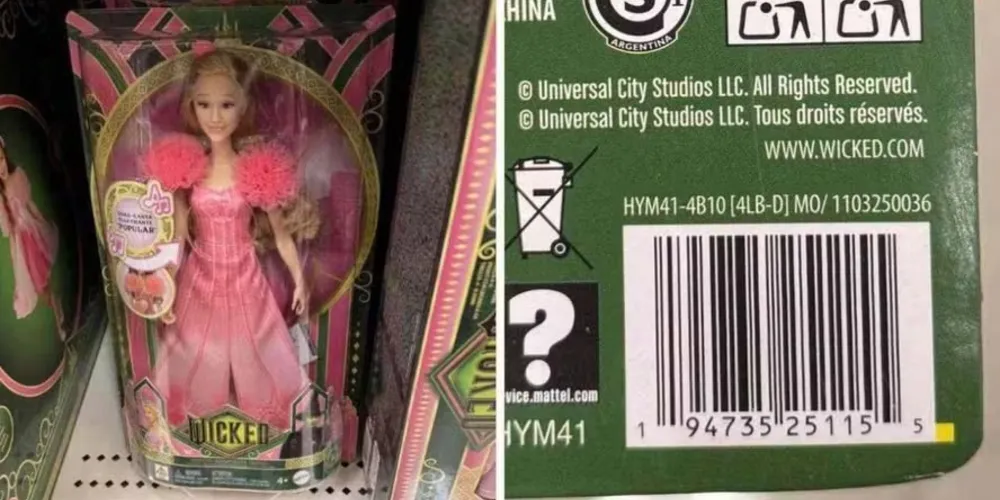 "POPULAR"
WICKED
HINA
S
ARGENTINA
© Universal City Studios LLC. All Rights Reserved.
© Universal City Studios LLC. Tous droits réservés.
WWW.WICKED.COM
HYM41-4B10 [4LB-D] MO/ 1103250036
?
vice.mattel.com
HYM41
1 94735 25115 5